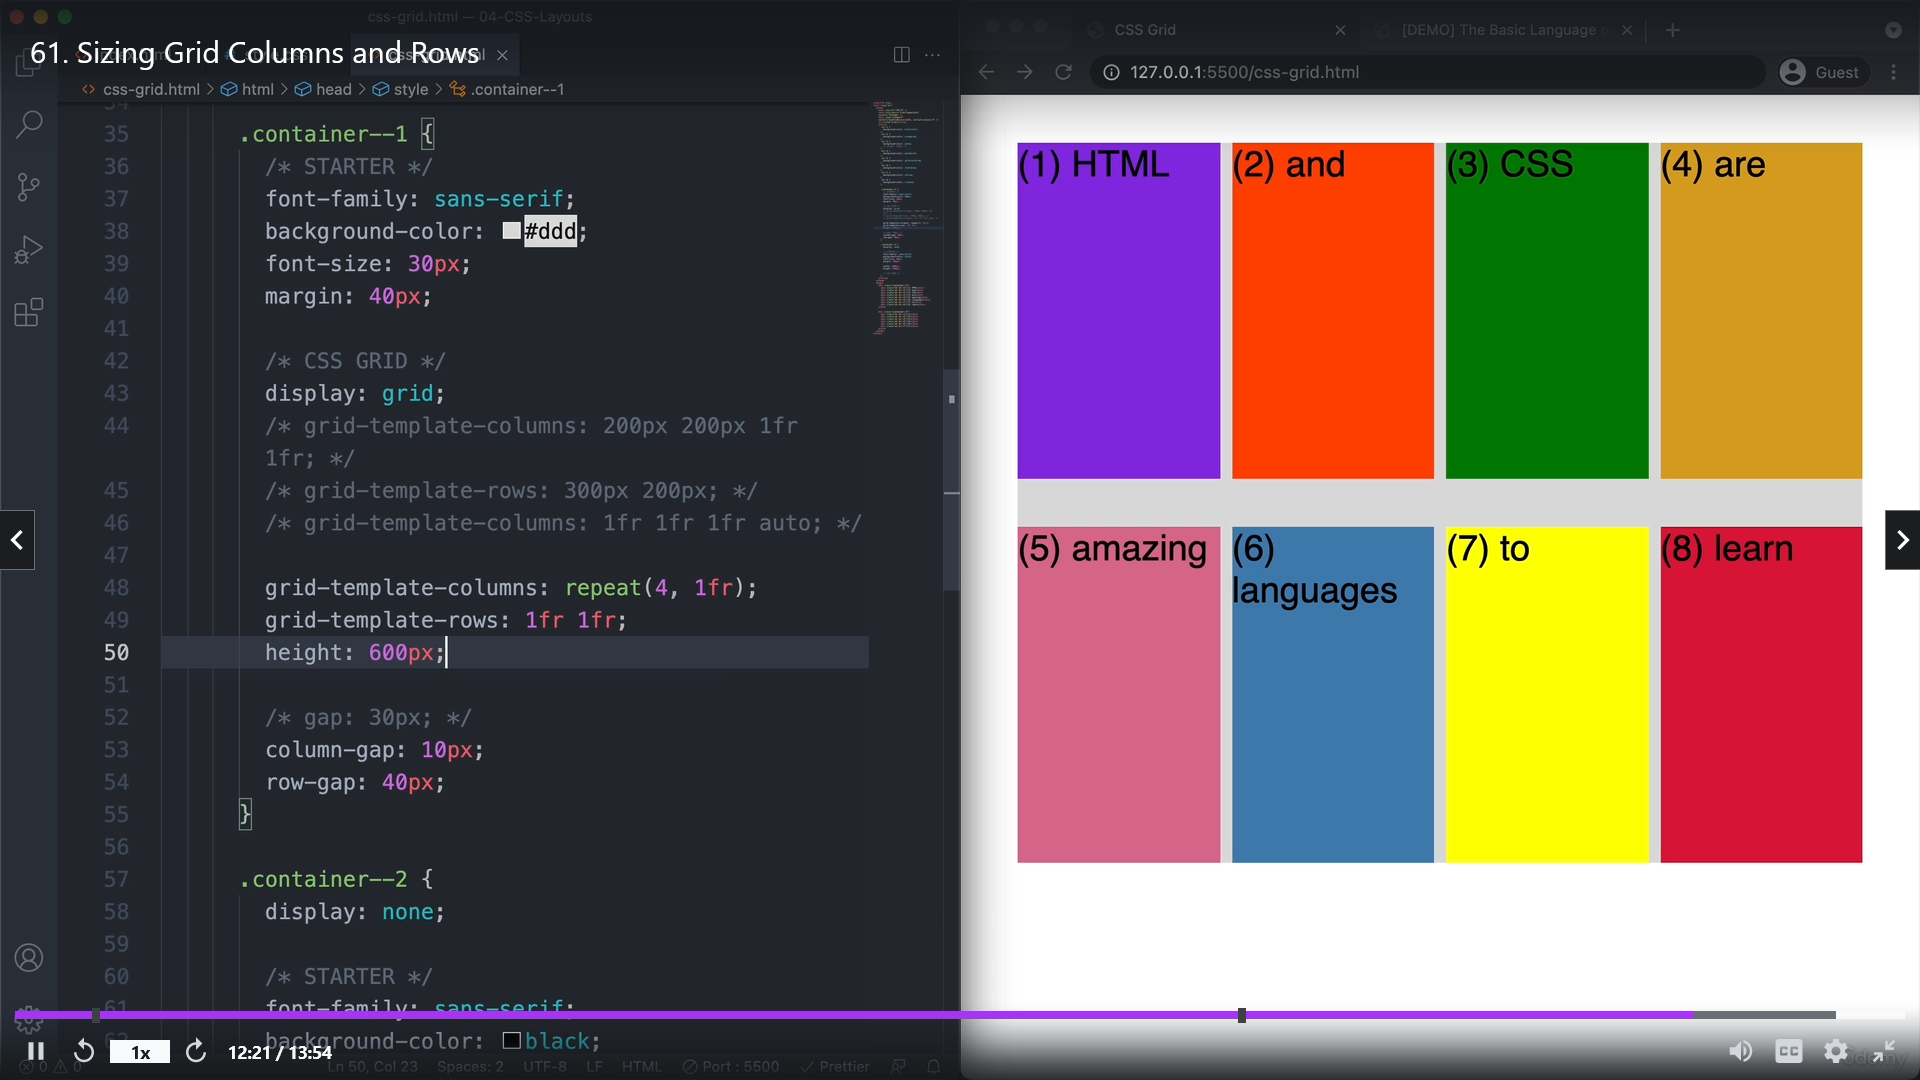 css-grid.html — 04-CSS-Layouts
61. Sizing Grid Columns and Rows
css-grid.html > html > head > style > .container--1
34
35 .container--1 {
36 /* STARTER */
37 font-family: sans-serif;
38 background-color: #ddd;
39 font-size: 30px;
40 margin: 40px;
41
42 /* CSS GRID */
43 display: grid;
44 /* grid-template-columns: 200px 200px 1fr
1fr; */
45 /* grid-template-rows: 300px 200px; */
46 /* grid-template-columns: 1fr 1fr 1fr auto; */
47
48 grid-template-columns: repeat(4, 1fr);
49 grid-template-rows: 1fr 1fr;
50 height: 600px;
51
52 /* gap: 30px; */
53 column-gap: 10px;
54 row-gap: 40px;
55 }
56
57 .container--2 {
58 display: none;
59
60 /* STARTER */
61 font-family: sans-serif;
62 background-color: black;
1x 12:21 / 13:54
0 0 Ln 50, Col 23 Spaces: 2 UTF-8 LF HTML Port : 5500 Prettier
CSS Grid
[DEMO] The Basic Language o
127.0.0.1:5500/css-grid.html
Guest
(1) HTML
(2) and
(3) CSS
(4) are
(5) amazing
(6)
languages
(7) to
(8) learn
CC
udemy